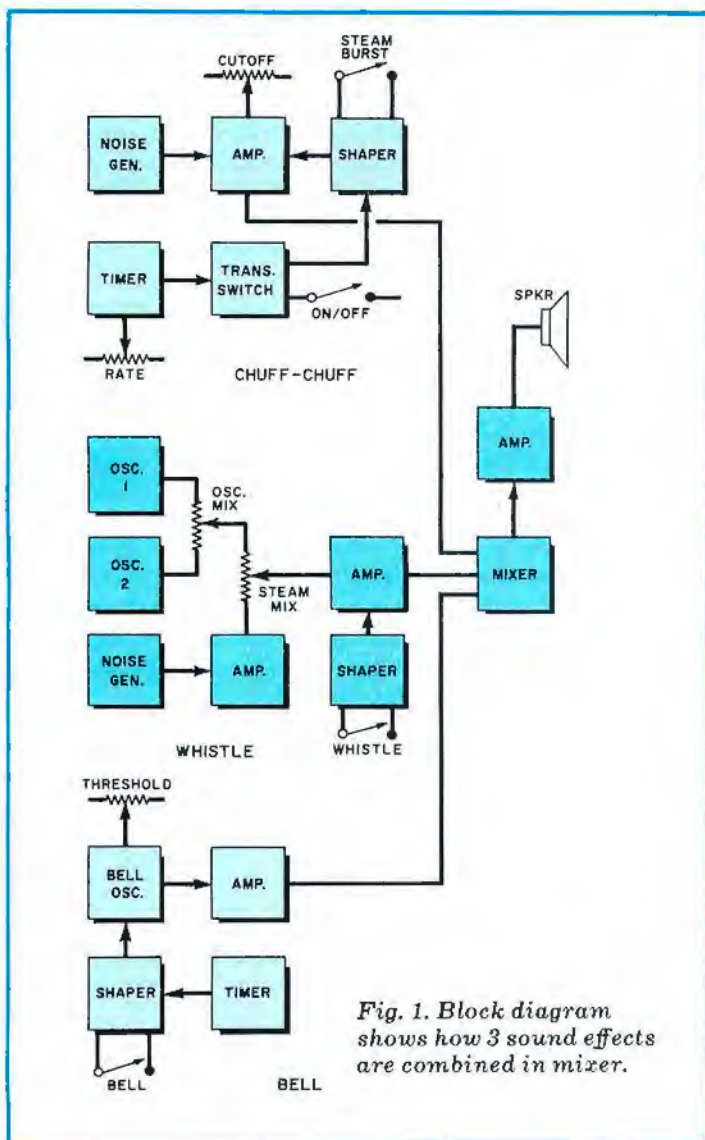 CUTOFF
STEAM
BURST
NOISE
GEN.
AMP.
SHAPER
TIMER
TRANS.
SWITCH
ON/OFF
RATE
CHUFF-CHUFF
SPKR
AMP.
MIXER
OSC.
1
OSC.
MIX
OSC.
2
STEAM
MIX
AMP.
NOISE
GEN.
AMP.
SHAPER
WHISTLE
WHISTLE
THRESHOLD
BELL
OSC.
AMP.
SHAPER
TIMER
BELL
BELL
Fig. 1. Block diagram
shows how 3 sound effects
are combined in mixer.